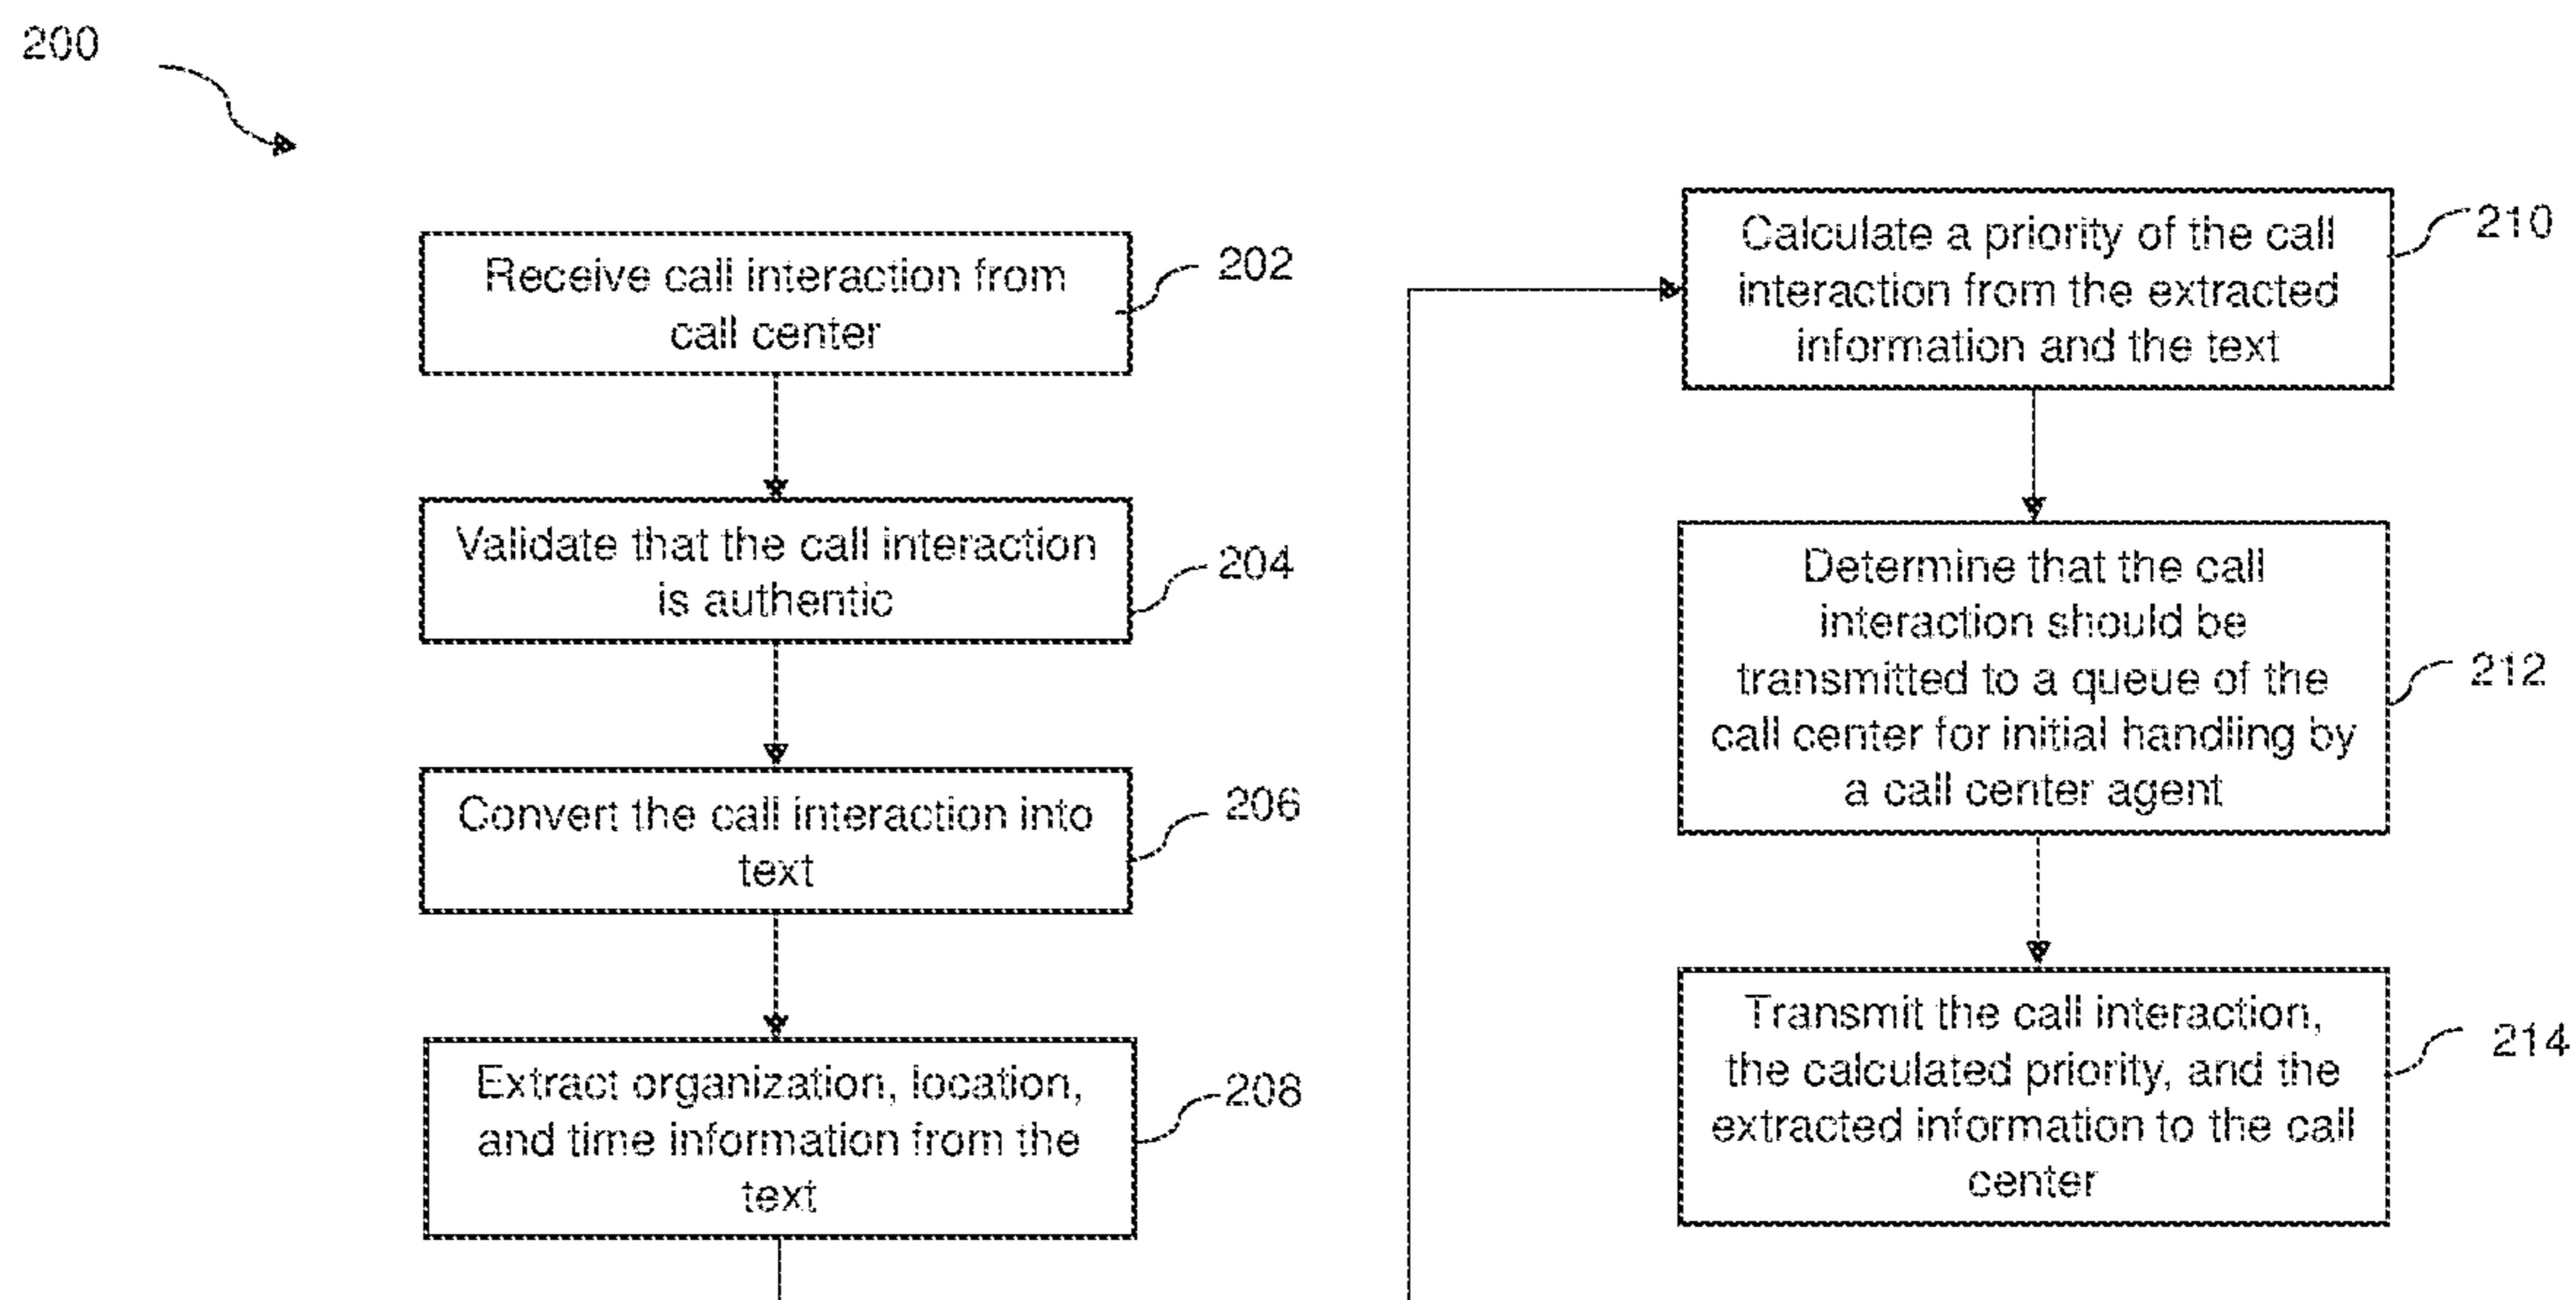 200
Receive call interaction from
call center
202
Validate that the call interaction
is authentic
204
Convert the call interaction into
text
206
Extract organization, location,
and time information from the
text
208
Calculate a priority of the call
interaction from the extracted
information and the text
210
Determine that the call
interaction should be
transmitted to a queue of the
call center for initial handling by
a call center agent
212
Transmit the call interaction,
the calculated priority, and the
extracted information to the call
center
214